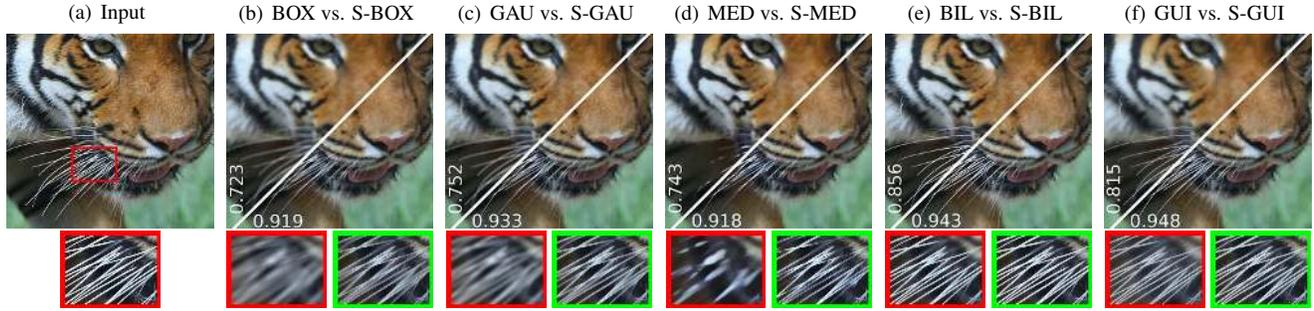 (a) Input
(b) BOX vs. S-BOX
(c) GAU vs. S-GAU
(d) MED vs. S-MED
(e) BIL vs. S-BIL
(f) GUI vs. S-GUI
0.723
0.919
0.752
0.933
0.743
0.918
0.856
0.943
0.815
0.948